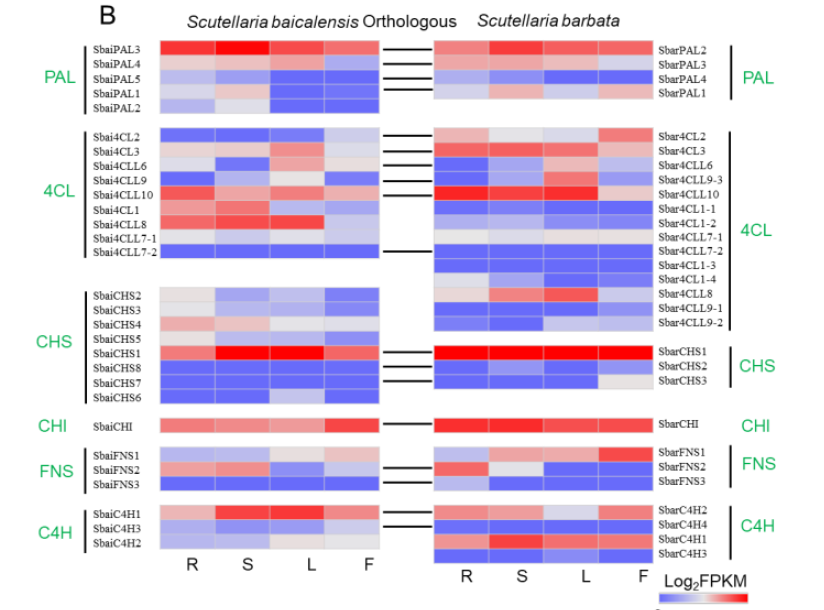 B
Scutellaria baicalensis Orthologous Scutellaria barbata
PAL
SbaiPAL3
SbaiPAL4
SbaiPAL5
SbaiPAL1
SbaiPAL2
SbarPAL2
SbarPAL3
SbarPAL4
SbarPAL1
PAL
4CL
Sbai4CL2
Sbai4CL3
Sbai4CLL6
Sbai4CLL9
Sbai4CLL10
Sbai4CL1
Sbai4CLL8
Sbai4CLL7-1
Sbai4CLL7-2
Sbar4CL2
Sbar4CL3
Sbar4CLL6
Sbar4CLL9-3
Sbar4CLL10
Sbar4CL1-1
Sbar4CL1-2
Sbar4CLL7-1
Sbar4CLL7-2
Sbar4CL1-3
Sbar4CL1-4
Sbar4CLL8
Sbar4CLL9-1
Sbar4CLL9-2
4CL
CHS
SbaiCHS2
SbaiCHS3
SbaiCHS4
SbaiCHS5
SbaiCHS1
SbaiCHS8
SbaiCHS7
SbaiCHS6
SbarCHS1
SbarCHS2
SbarCHS3
CHS
CHI
SbaiCHI
SbarCHI
CHI
FNS
SbaiFNS1
SbaiFNS2
SbaiFNS3
SbarFNS1
SbarFNS2
SbarFNS3
FNS
C4H
SbaiC4H1
SbaiC4H3
SbaiC4H2
SbarC4H2
SbarC4H4
SbarC4H1
SbarC4H3
C4H
R S L F
R S L F
Log2FPKM